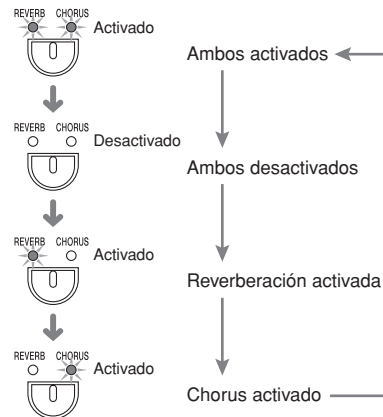 REVERB CHORUS
Activado
Ambos activados
REVERB CHORUS
Desactivado
Ambos desactivados
REVERB CHORUS
Activado
Reverberación activada
REVERB CHORUS
Activado
Chorus activado